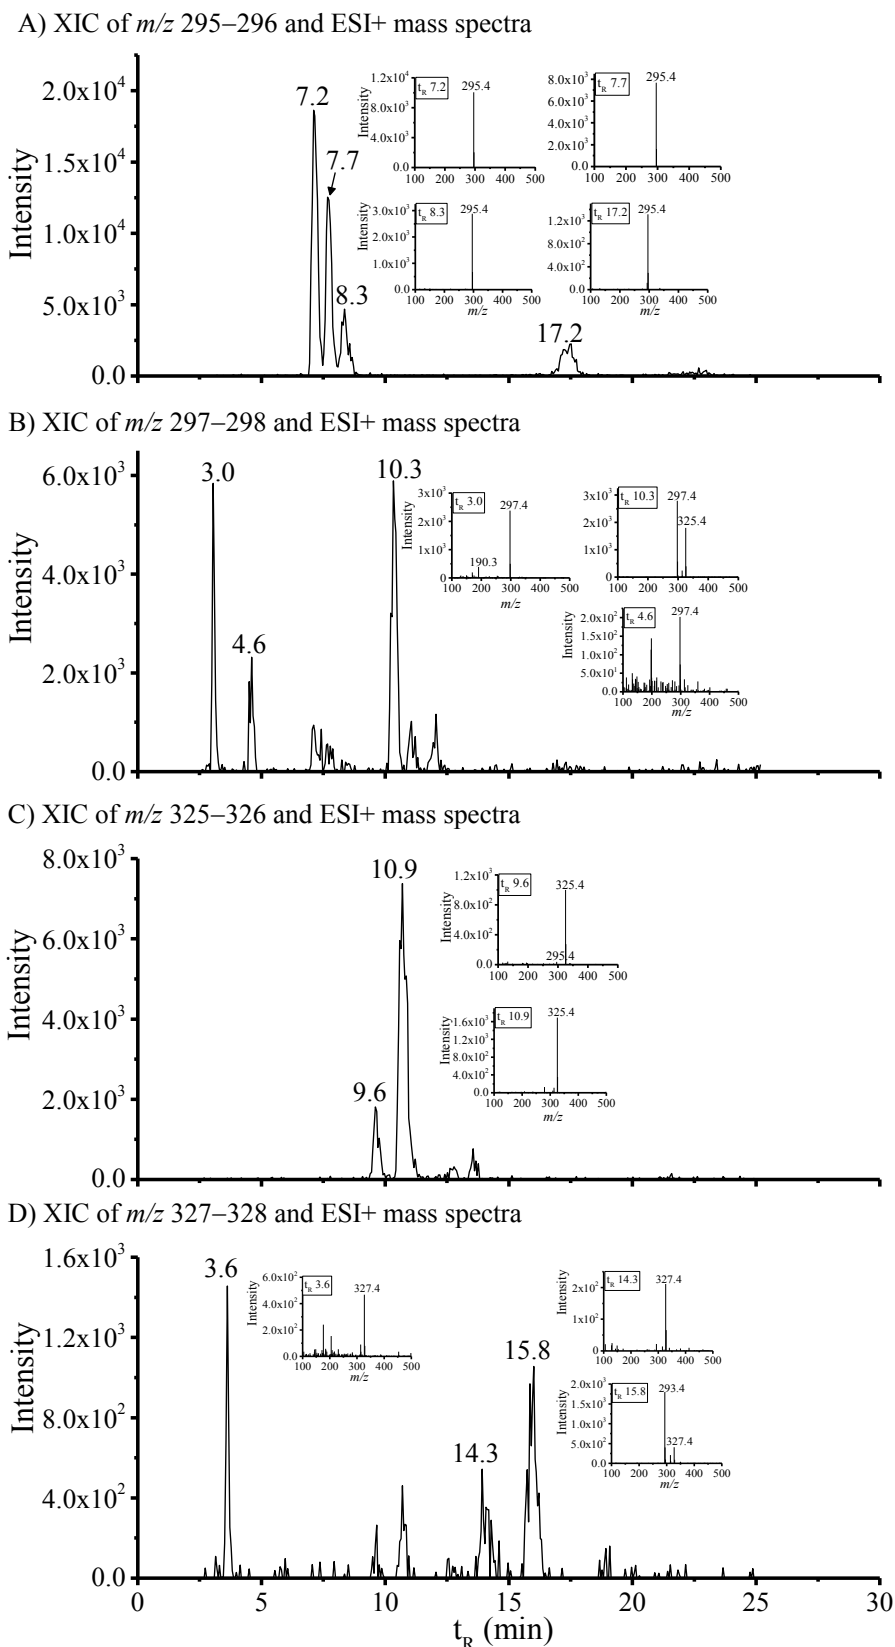 A) XIC of m/z 295–296 and ESI+ mass spectra
Intensity
2.0x10⁴
1.5x10⁴
1.0x10⁴
5.0x10³
0.0
7.2
7.7
8.3
17.2
Intensity
1.2x10⁴
8.0x10³
4.0x10³
0.0
tR 7.2
295.4
100 200 300 400 500
8.0x10³
6.0x10³
4.0x10³
2.0x10³
0.0
tR 7.7
295.4
100 200 300 400 500
Intensity
3.0x10³
2.0x10³
1.0x10³
0.0
tR 8.3
295.4
100 200 300 400 500
m/z
1.2x10³
8.0x10²
4.0x10²
0.0
tR 17.2
295.4
100 200 300 400 500
m/z
B) XIC of m/z 297–298 and ESI+ mass spectra
Intensity
6.0x10³
4.0x10³
2.0x10³
0.0
3.0
4.6
10.3
Intensity
3x10³
2x10³
1x10³
0
tR 3.0
297.4
190.3
100 200 300 400 500
m/z
3x10³
2x10³
1x10³
0
tR 10.3
297.4
325.4
100 200 300 400 500
Intensity
2.0x10²
1.5x10²
1.0x10²
5.0x10¹
0.0
tR 4.6
297.4
100 200 300 400 500
m/z
C) XIC of m/z 325–326 and ESI+ mass spectra
Intensity
8.0x10³
6.0x10³
4.0x10³
2.0x10³
0.0
9.6
10.9
Intensity
1.2x10³
8.0x10²
4.0x10²
0.0
tR 9.6
325.4
295.4
100 200 300 400 500
Intensity
1.6x10³
1.2x10³
8.0x10²
4.0x10²
0.0
tR 10.9
325.4
100 200 300 400 500
m/z
D) XIC of m/z 327–328 and ESI+ mass spectra
Intensity
1.6x10³
1.2x10³
8.0x10²
4.0x10²
0.0
3.6
14.3
15.8
Intensity
6.0x10²
4.0x10²
2.0x10²
0.0
tR 3.6
327.4
100 200 300 400 500
m/z
Intensity
2x10²
1x10²
0
tR 14.3
327.4
100 200 300 400 500
Intensity
2.0x10³
1.5x10³
1.0x10³
5.0x10²
0.0
tR 15.8
293.4
327.4
100 200 300 400 500
m/z
0 5 10 15 20 25 30
tR (min)